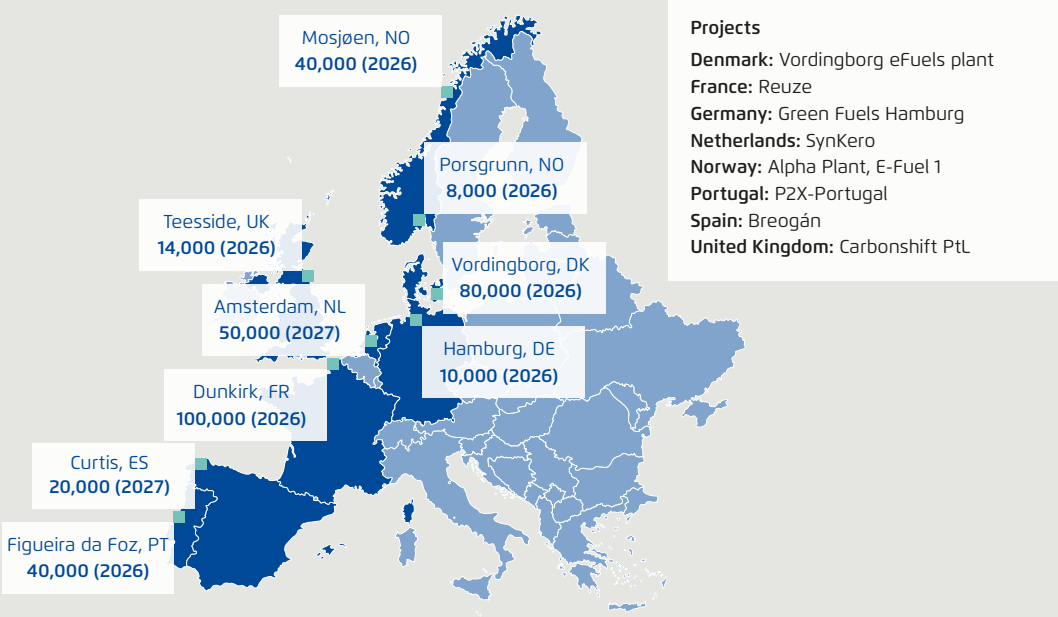 Mosjøen, NO
40,000 (2026)
Porsgrunn, NO
8,000 (2026)
Teesside, UK
14,000 (2026)
Vordingborg, DK
80,000 (2026)
Amsterdam, NL
50,000 (2027)
Hamburg, DE
10,000 (2026)
Dunkirk, FR
100,000 (2026)
Curtis, ES
20,000 (2027)
Figueira da Foz, PT
40,000 (2026)
Projects
Denmark: Vordingborg eFuels plant
France: Reuze
Germany: Green Fuels Hamburg
Netherlands: SynKero
Norway: Alpha Plant, E-Fuel 1
Portugal: P2X-Portugal
Spain: Breogán
United Kingdom: Carbonshift PtL